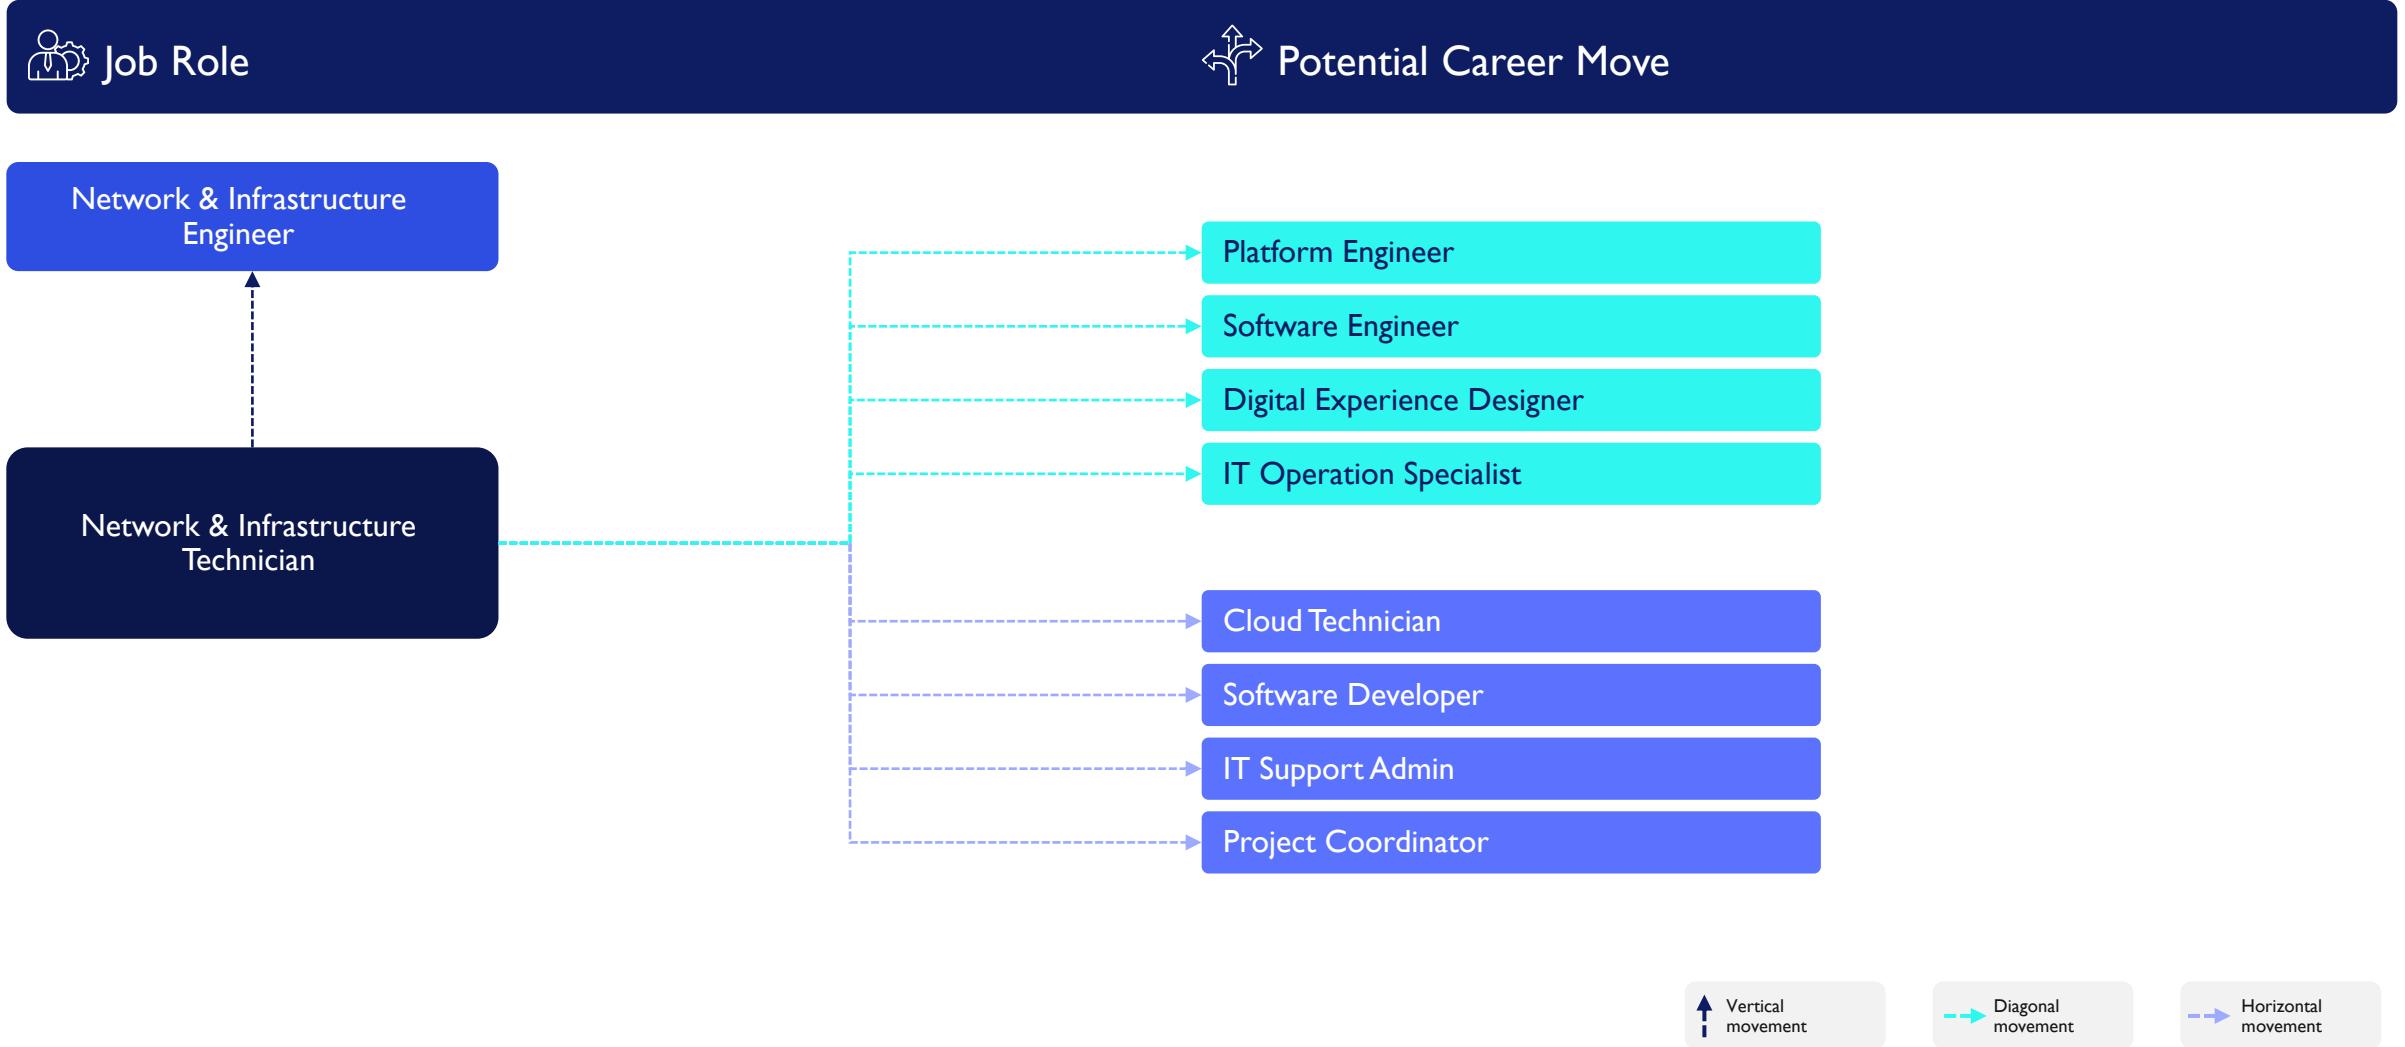 Job Role
Potential Career Move
Network & Infrastructure
Engineer
Platform Engineer
Software Engineer
Digital Experience Designer
IT Operation Specialist
Network & Infrastructure
Technician
Cloud Technician
Software Developer
IT Support Admin
Project Coordinator
Vertical
movement
Diagonal
movement
Horizontal
movement